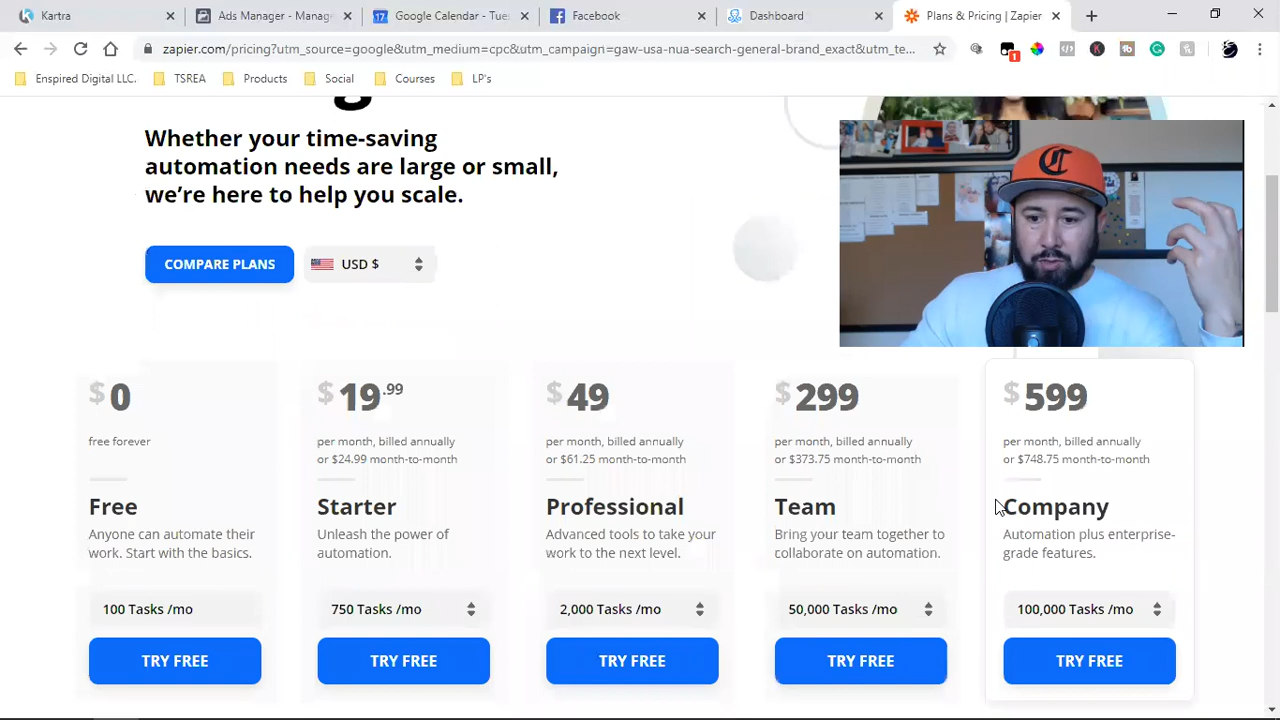 Kartra
Ads Manager - Manage
Google Calendar - Tue
Facebook
Dashboard
Plans & Pricing | Zapier
zapier.com/pricing?utm_source=google&utm_medium=cpc&utm_campaign=gaw-usa-nua-search-general-brand_exact&utm_te...
1
Enspired Digital LLC.
TSREA
Products
Social
Courses
LP's
Whether your time-saving
automation needs are large or small,
we're here to help you scale.
COMPARE PLANS
USD $
$0
free forever
Free
Anyone can automate their
work. Start with the basics.
100 Tasks /mo
TRY FREE
$19.99
per month, billed annually
or $24.99 month-to-month
Starter
Unleash the power of
automation.
750 Tasks /mo
TRY FREE
$49
per month, billed annually
or $61.25 month-to-month
Professional
Advanced tools to take your
work to the next level.
2,000 Tasks /mo
TRY FREE
$299
per month, billed annually
or $373.75 month-to-month
Team
Bring your team together to
collaborate on automation.
50,000 Tasks /mo
TRY FREE
$599
per month, billed annually
or $748.75 month-to-month
Company
Automation plus enterprise-
grade features.
100,000 Tasks /mo
TRY FREE